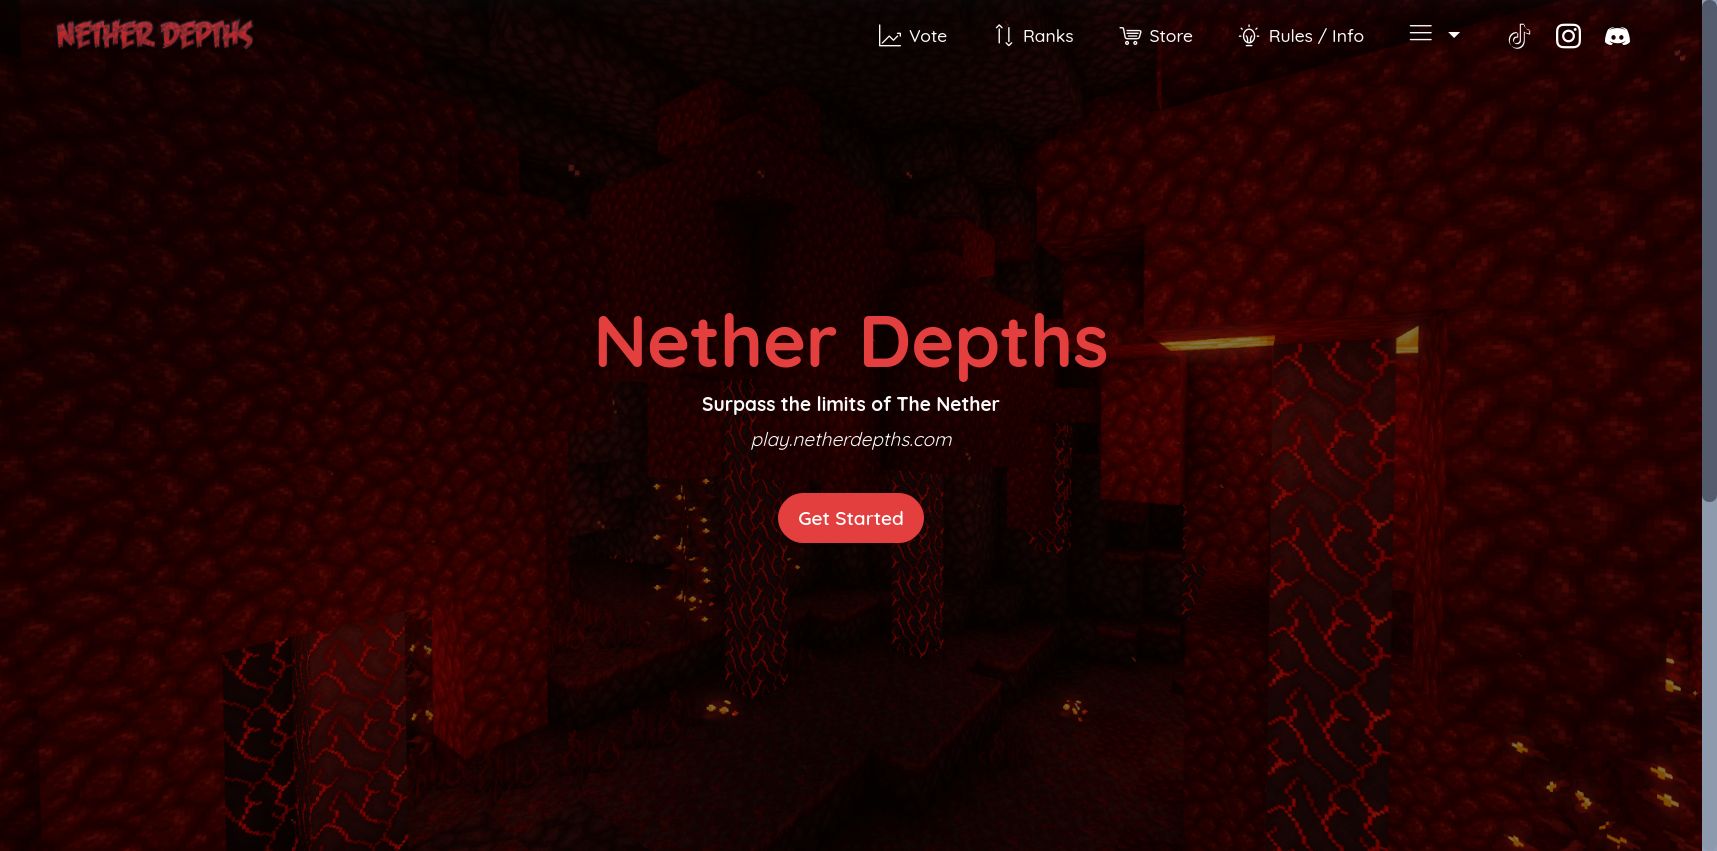 NETHER DEPTHS
Vote
Ranks
Store
Rules / Info
Nether Depths
Surpass the limits of The Nether
play.netherdepths.com
Get Started